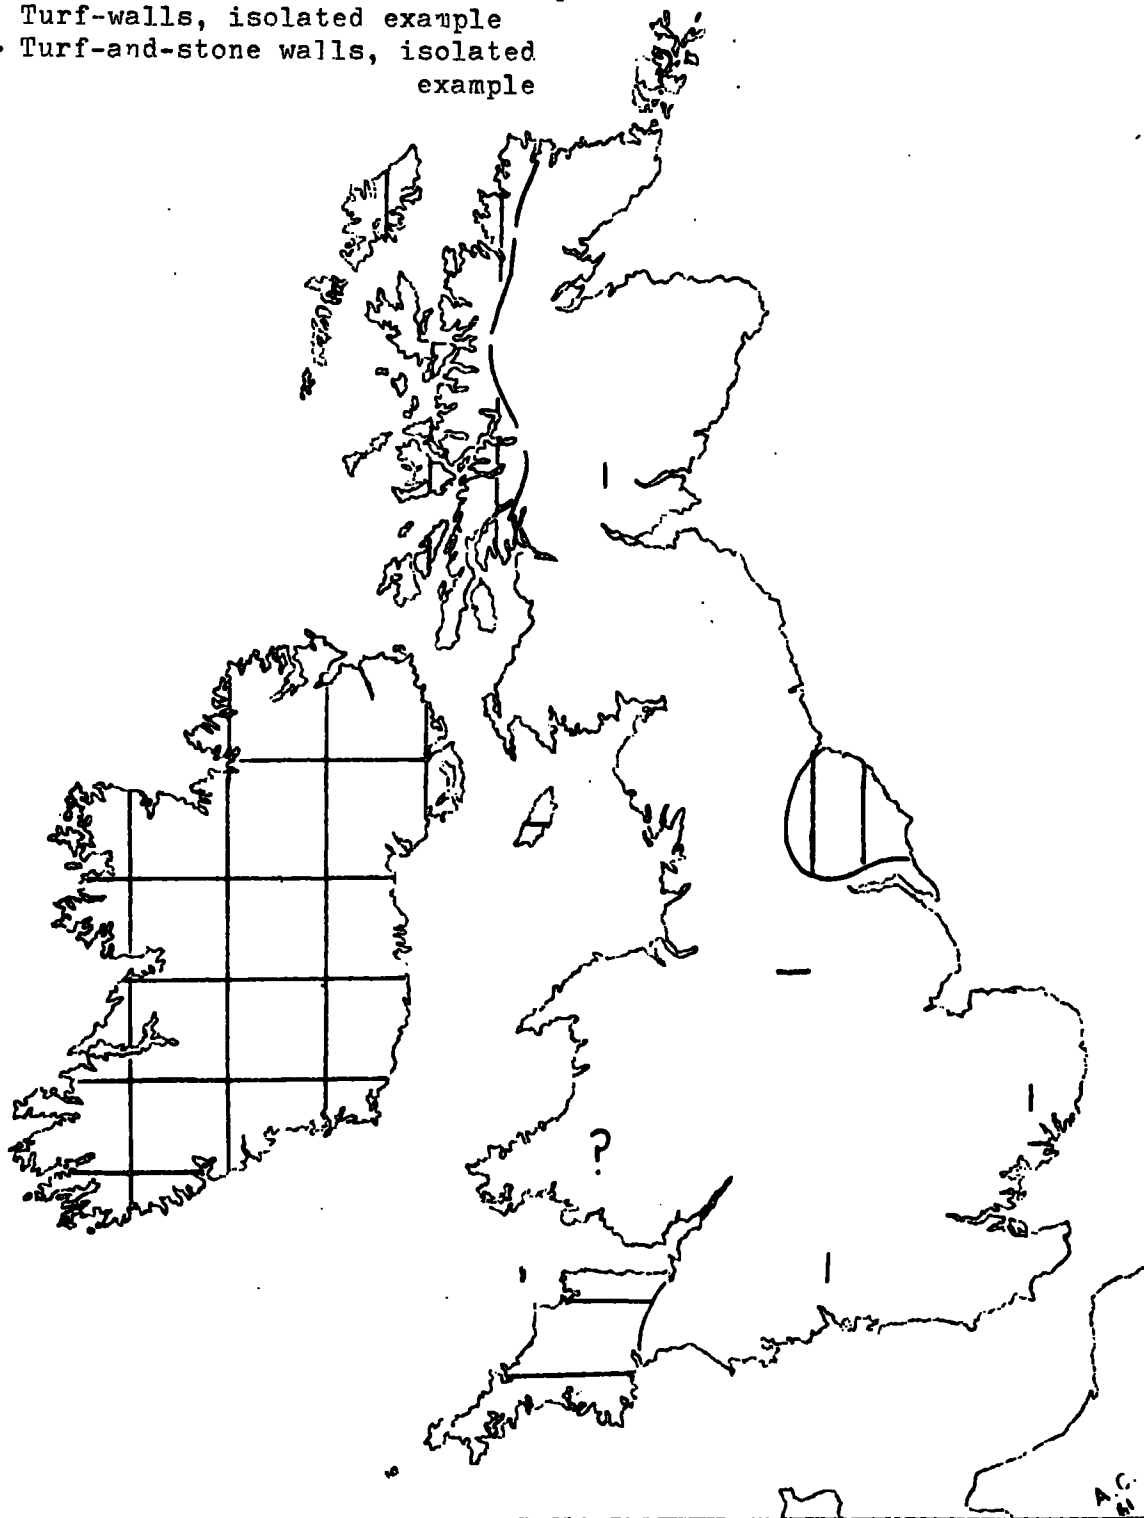 Turf-walls, isolated example
· Turf-and-stone walls, isolated
example
?
A.C.